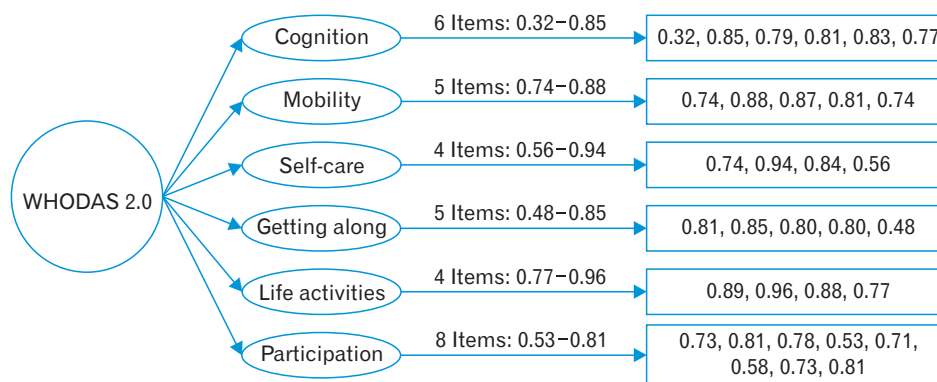 6 Items: 0.32–0.85
Cognition
0.32, 0.85, 0.79, 0.81, 0.83, 0.77
5 Items: 0.74–0.88
Mobility
0.74, 0.88, 0.87, 0.81, 0.74
4 Items: 0.56–0.94
Self-care
0.74, 0.94, 0.84, 0.56
WHODAS 2.0
5 Items: 0.48–0.85
Getting along
0.81, 0.85, 0.80, 0.80, 0.48
4 Items: 0.77–0.96
Life activities
0.89, 0.96, 0.88, 0.77
8 Items: 0.53–0.81
Participation
0.73, 0.81, 0.78, 0.53, 0.71,
0.58, 0.73, 0.81